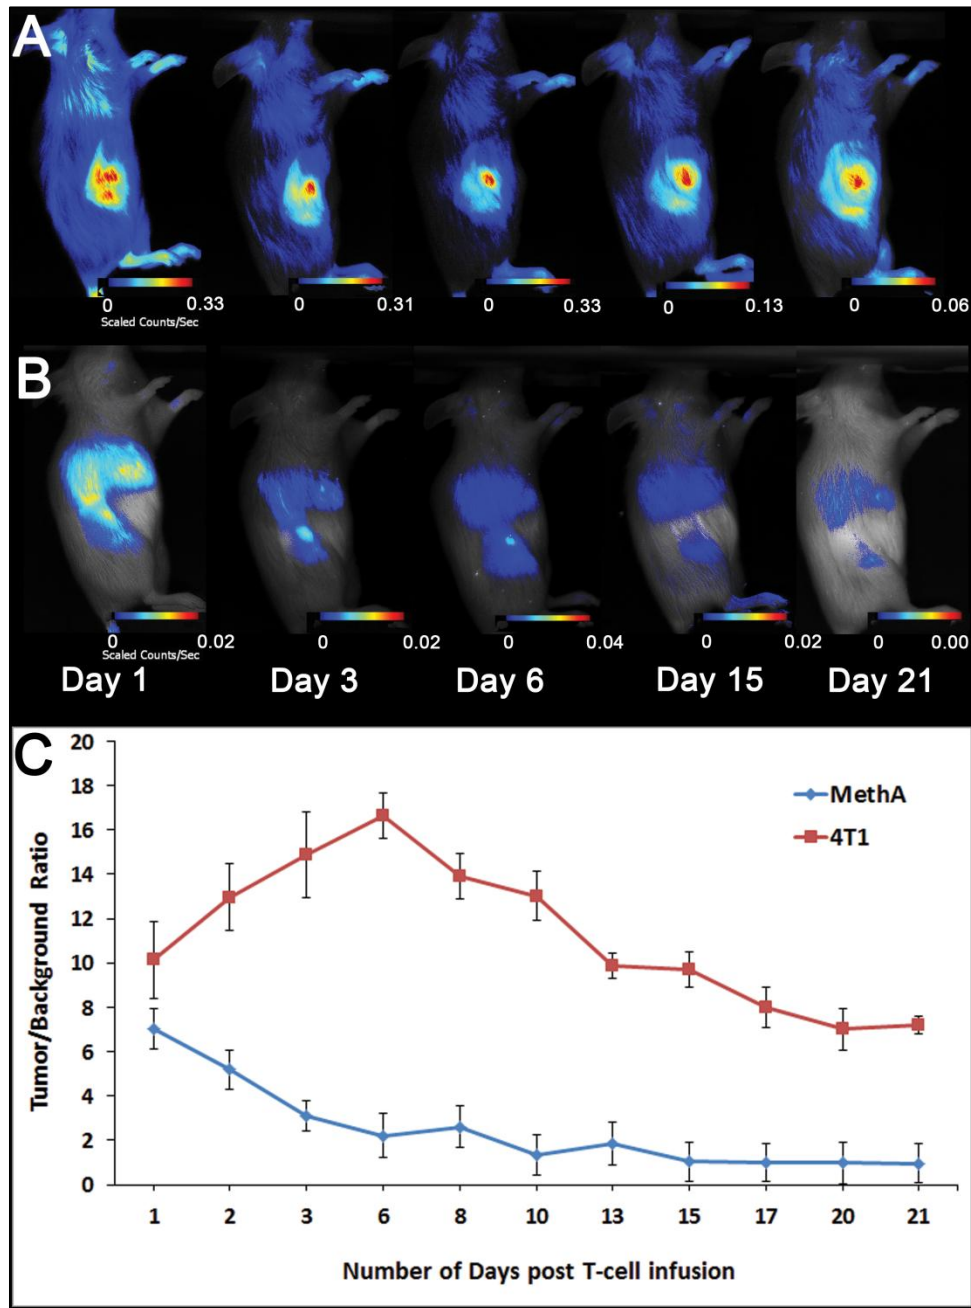 A
0 0.33
Scaled Counts/Sec
0 0.31
0 0.33
0 0.13
0 0.06
B
0 0.02
Scaled Counts/Sec
0 0.02
0 0.04
0 0.02
0 0.00
Day 1 Day 3 Day 6 Day 15 Day 21
C
Tumor/Background Ratio
20
18
16
14
12
10
8
6
4
2
0
MethA
4T1
1 2 3 6 8 10 13 15 17 20 21
Number of Days post T-cell infusion